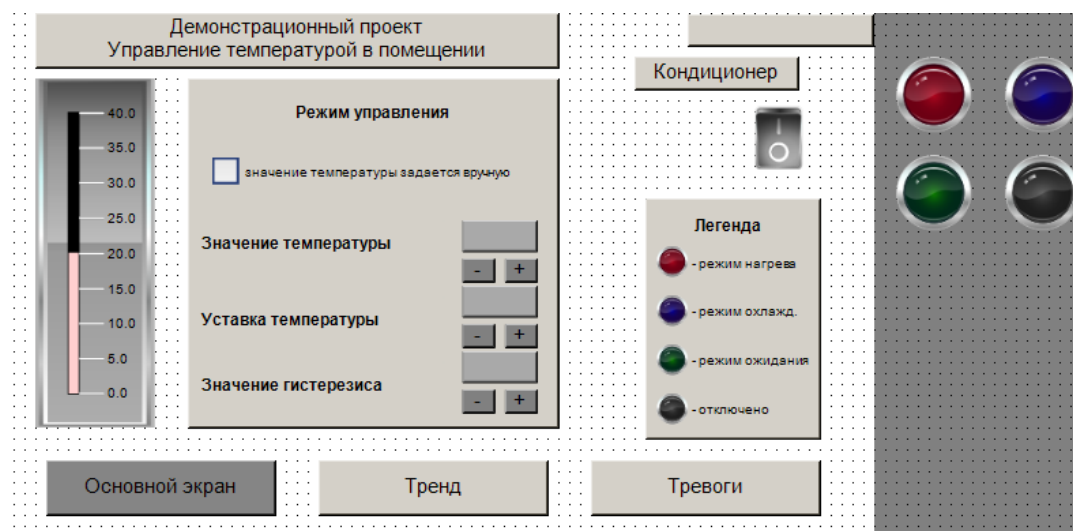 Демонстрационный проект
Управление температурой в помещении
Кондиционер
40.0
35.0
30.0
25.0
20.0
15.0
10.0
5.0
0.0
Режим управления
значение температуры задается вручную
Значение температуры
- +
Уставка температуры
- +
Значение гистерезиса
- +
Легенда
- режим нагрева
- режим охлажд.
- режим ожидания
- отключено
Основной экран
Тренд
Тревоги